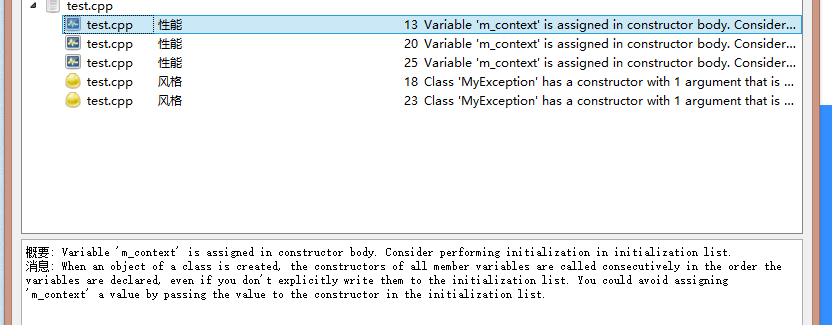 test.cpp
test.cpp 性能 13 Variable 'm_context' is assigned in constructor body. Consider...
test.cpp 性能 20 Variable 'm_context' is assigned in constructor body. Consider...
test.cpp 性能 25 Variable 'm_context' is assigned in constructor body. Consider...
test.cpp 风格 18 Class 'MyException' has a constructor with 1 argument that is ...
test.cpp 风格 23 Class 'MyException' has a constructor with 1 argument that is ...
概要: Variable 'm_context' is assigned in constructor body. Consider performing initialization in initialization list.
消息: When an object of a class is created, the constructors of all member variables are called consecutively in the order the
variables are declared, even if you don't explicitly write them to the initialization list. You could avoid assigning
'm_context' a value by passing the value to the constructor in the initialization list.